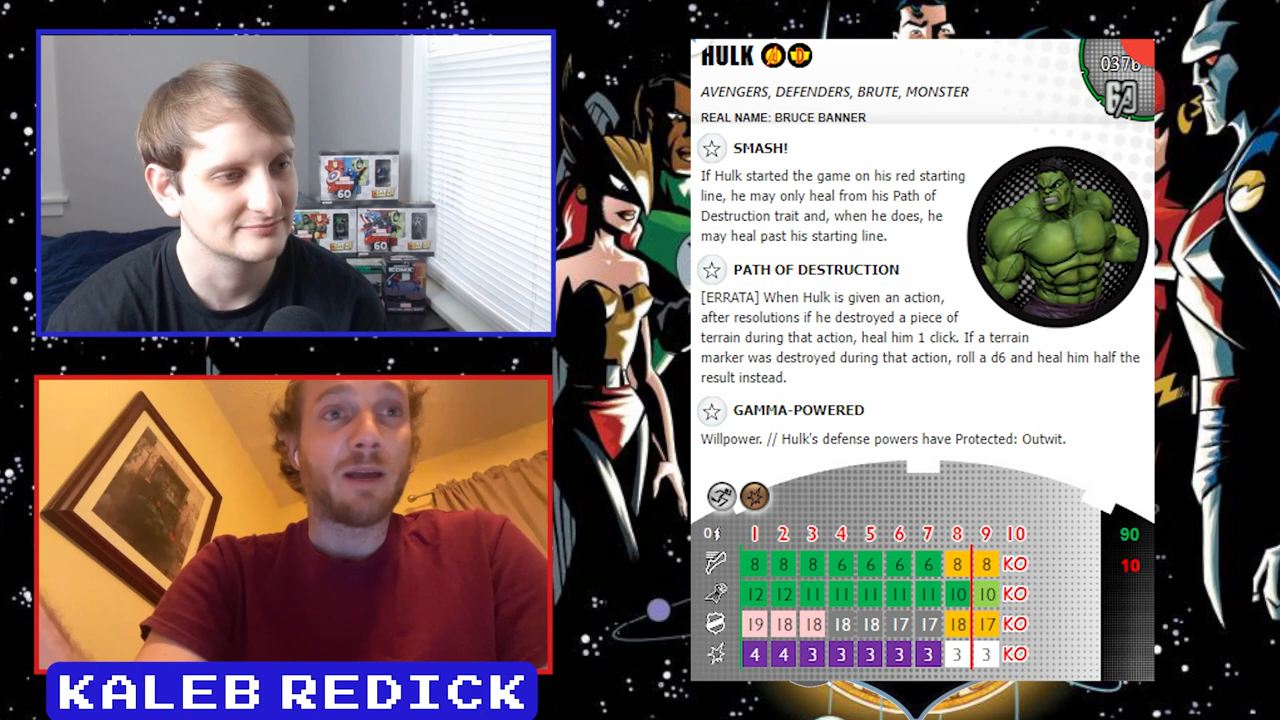 HULK A D
037b
60
AVENGERS, DEFENDERS, BRUTE, MONSTER
REAL NAME: BRUCE BANNER
SMASH!
If Hulk started the game on his red starting
line, he may only heal from his Path of
Destruction trait and, when he does, he
may heal past his starting line.
PATH OF DESTRUCTION
[ERRATA] When Hulk is given an action,
after resolutions if he destroyed a piece of
terrain during that action, heal him 1 click. If a terrain
marker was destroyed during that action, roll a d6 and heal him half the
result instead.
GAMMA-POWERED
Willpower. // Hulk's defense powers have Protected: Outwit.
0 1 2 3 4 5 6 7 8 9 10 90
8 8 8 6 6 6 6 8 8 KO 10
12 12 11 11 11 11 11 10 10 KO
19 18 18 18 18 17 17 18 17 KO
4 4 3 3 3 3 3 3 3 KO
60
60
KALEB REDICK